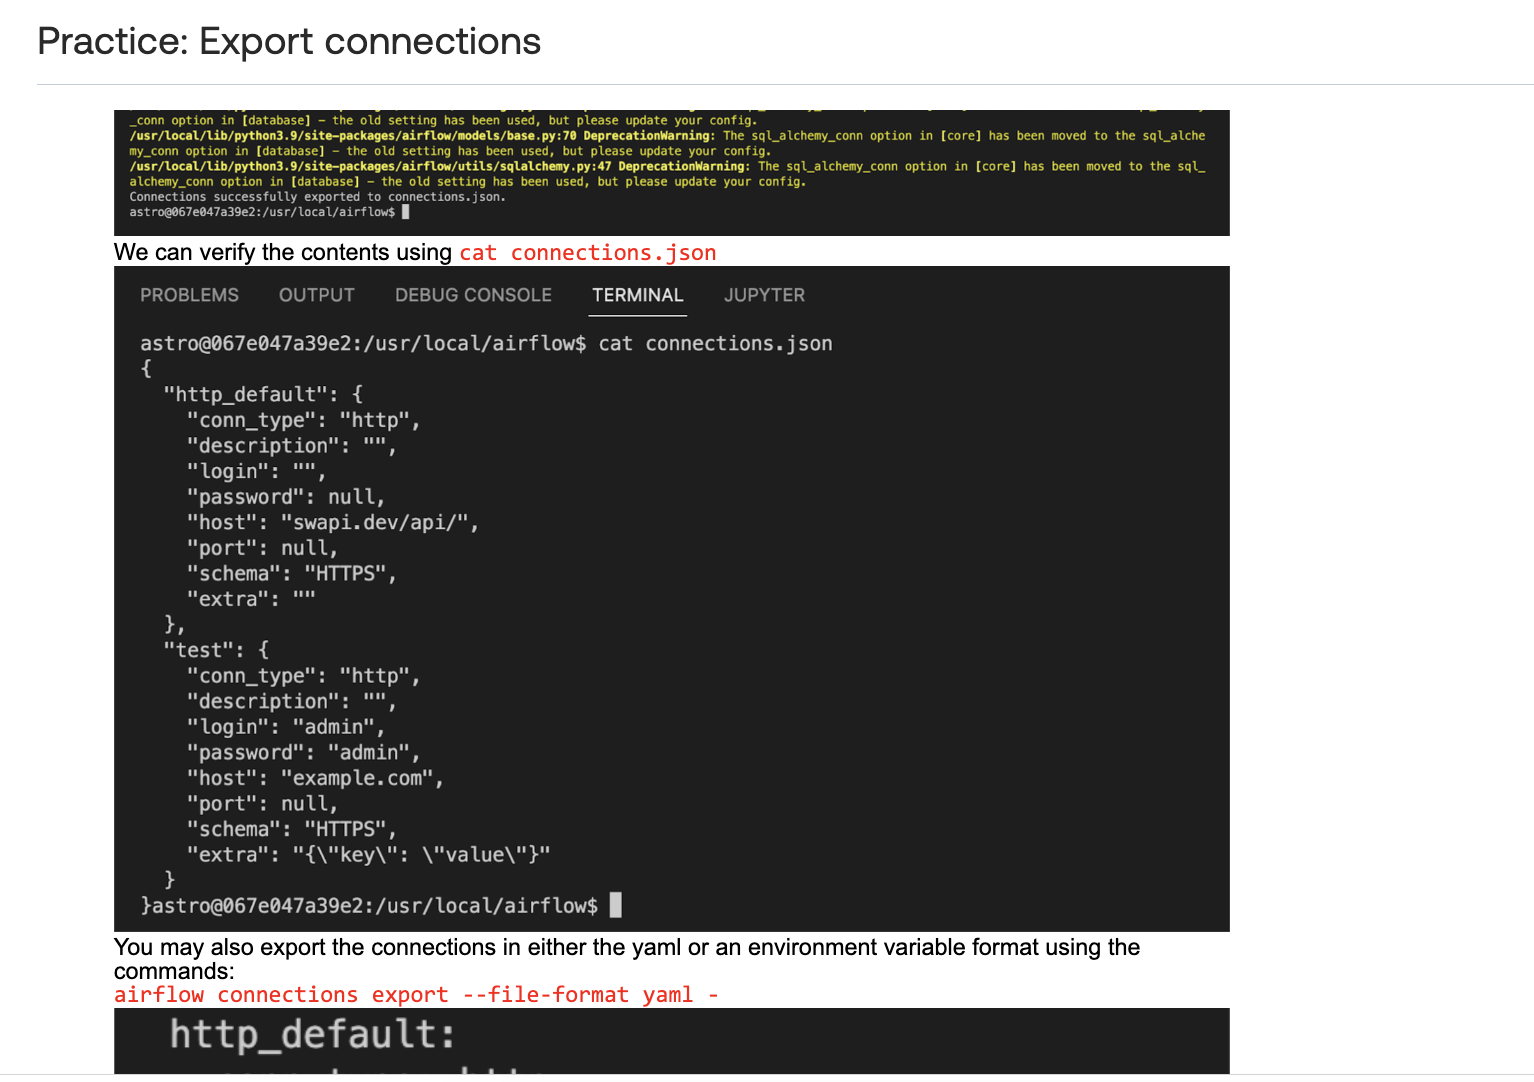 Practice: Export connections
_conn option in [database] – the old setting has been used, but please update your config.
/usr/local/lib/python3.9/site-packages/airflow/models/base.py:70 DeprecationWarning: The sql_alchemy_conn option in [core] has been moved to the sql_alche
my_conn option in [database] – the old setting has been used, but please update your config.
/usr/local/lib/python3.9/site-packages/airflow/utils/sqlalchemy.py:47 DeprecationWarning: The sql_alchemy_conn option in [core] has been moved to the sql_
alchemy_conn option in [database] – the old setting has been used, but please update your config.
Connections successfully exported to connections.json.
astro@067e047a39e2:/usr/local/airflow$
We can verify the contents using cat connections.json
PROBLEMS OUTPUT DEBUG CONSOLE TERMINAL JUPYTER
astro@067e047a39e2:/usr/local/airflow$ cat connections.json
{
"http_default": {
"conn_type": "http",
"description": "",
"login": "",
"password": null,
"host": "swapi.dev/api/",
"port": null,
"schema": "HTTPS",
"extra": ""
},
"test": {
"conn_type": "http",
"description": "",
"login": "admin",
"password": "admin",
"host": "example.com",
"port": null,
"schema": "HTTPS",
"extra": "{\"key\": \"value\"}"
}
}astro@067e047a39e2:/usr/local/airflow$
You may also export the connections in either the yaml or an environment variable format using the
commands:
airflow connections export --file-format yaml -
http_default: